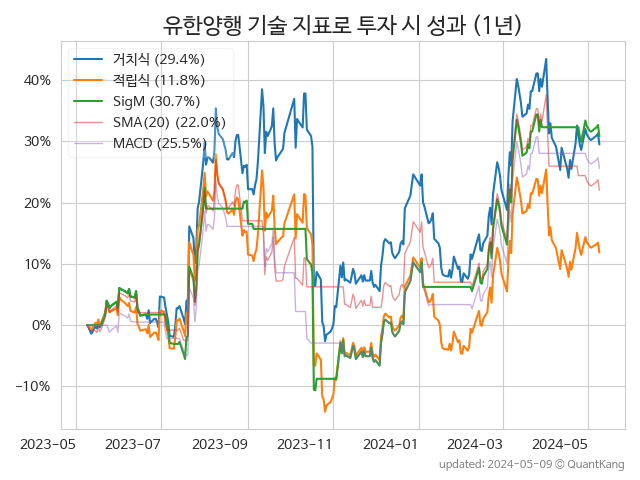 유한양행 기술 지표로 투자 시 성과 (1년)
거치식 (29.4%)
적립식 (11.8%)
SigM (30.7%)
SMA(20) (22.0%)
MACD (25.5%)
40%
30%
20%
10%
0%
−10%
2023-05 2023-07 2023-09 2023-11 2024-01 2024-03 2024-05
updated: 2024-05-09 ⓒ QuantKang